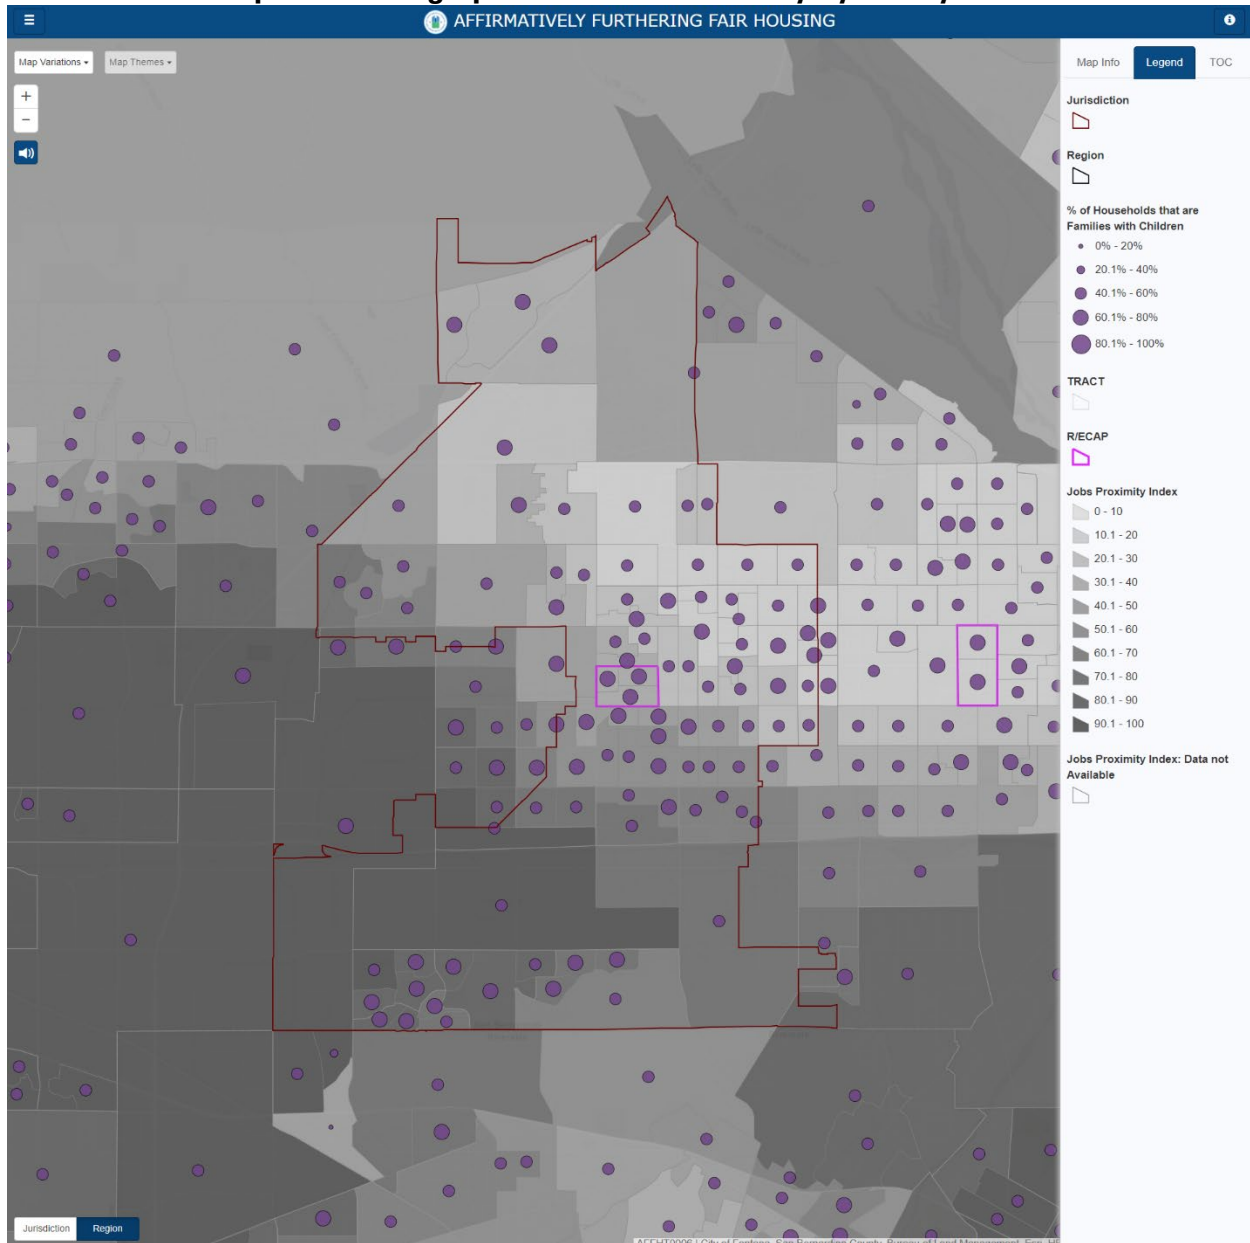 AFFIRMATIVELY FURTHERING FAIR HOUSING
Map Variations
Map Themes
+
−
Map Info
Legend
TOC
Jurisdiction
Region
% of Households that are
Families with Children
0% - 20%
20.1% - 40%
40.1% - 60%
60.1% - 80%
80.1% - 100%
TRACT
R/ECAP
Jobs Proximity Index
0 - 10
10.1 - 20
20.1 - 30
30.1 - 40
40.1 - 50
50.1 - 60
60.1 - 70
70.1 - 80
80.1 - 90
90.1 - 100
Jobs Proximity Index: Data not
Available
Jurisdiction
Region